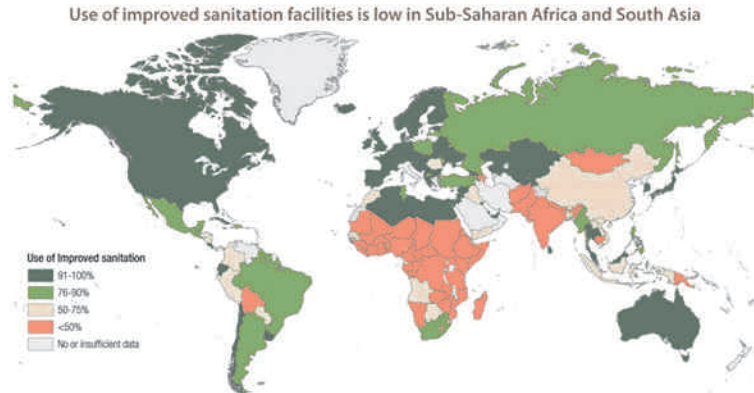 Use of improved sanitation facilities is low in Sub-Saharan Africa and South Asia
Use of Improved sanitation
91-100%
76-90%
50-75%
<50%
No or insufficient data